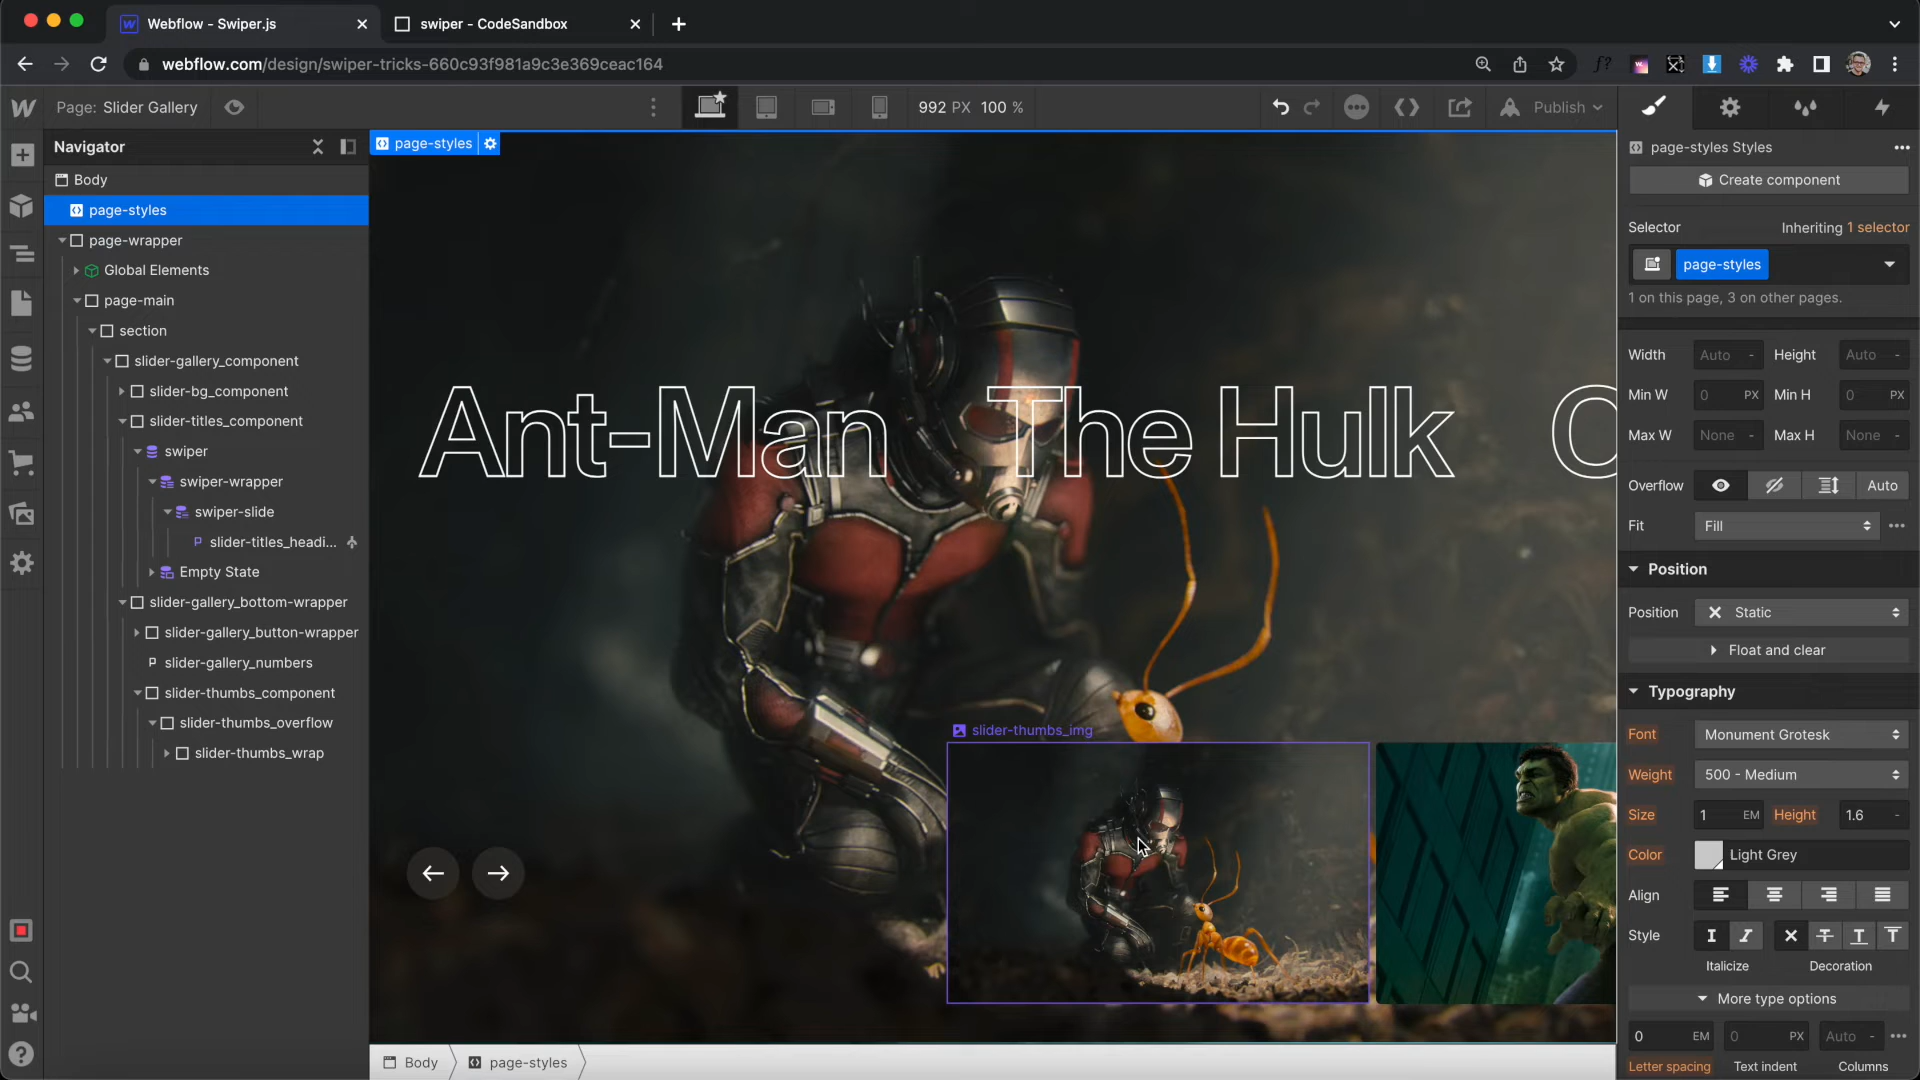 Webflow - Swiper.js
swiper - CodeSandbox
webflow.com/design/swiper-tricks-660c93f981a9c3e369ceac164
Page: Slider Gallery
992 PX 100 %
Publish
Navigator
Body
page-styles
page-wrapper
Global Elements
page-main
section
slider-gallery_component
slider-bg_component
slider-titles_component
swiper
swiper-wrapper
swiper-slide
slider-titles_headi...
Empty State
slider-gallery_bottom-wrapper
slider-gallery_button-wrapper
slider-gallery_numbers
slider-thumbs_component
slider-thumbs_overflow
slider-thumbs_wrap
page-styles
Ant-Man The Hulk C
slider-thumbs_img
Body
page-styles
page-styles Styles
Create component
Selector
Inheriting 1 selector
page-styles
1 on this page, 3 on other pages.
Width Auto - Height Auto -
Min W 0 PX Min H 0 PX
Max W None - Max H None -
Overflow Auto
Fit Fill
Position
Position Static
Float and clear
Typography
Font Monument Grotesk
Weight 500 - Medium
Size 1 EM Height 1.6 -
Color Light Grey
Align
Style
Italicize Decoration
More type options
0 EM 0 PX Auto -
Letter spacing Text indent Columns